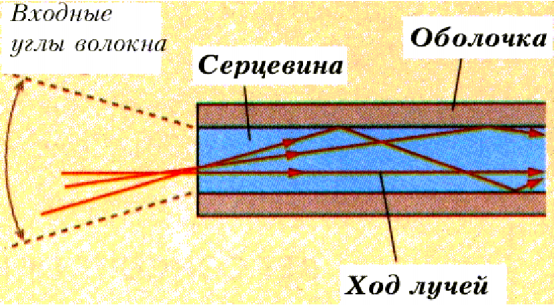 Входные
углы волокна
Оболочка
Серцевина
Ход лучей